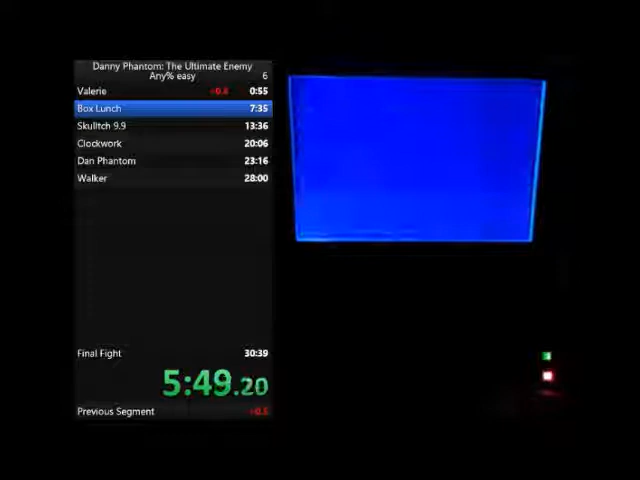 Danny Phantom: The Ultimate Enemy
Any% easy 6
Valerie +0.8 0:55
Box Lunch 7:35
Skulltch 9.9 13:36
Clockwork 20:06
Dan Phantom 23:16
Walker 28:00
Final Fight 30:39
5:49.20
Previous Segment